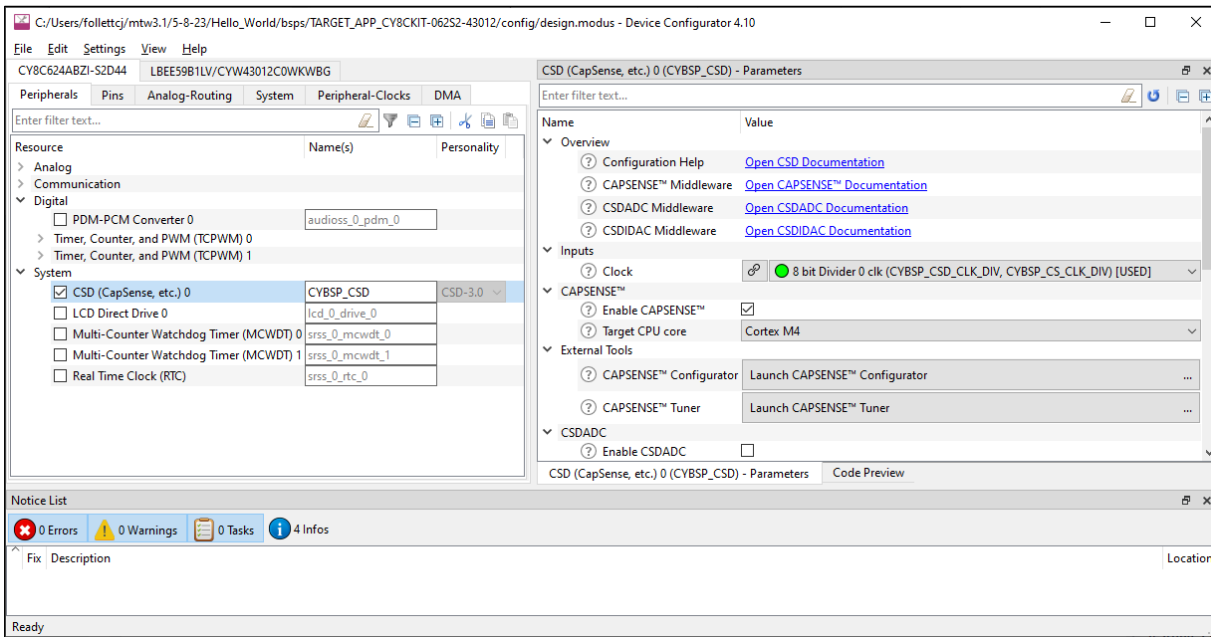 C:/Users/follettcj/mtw3.1/5-8-23/Hello_World/bsps/TARGET_APP_CY8CKIT-062S2-43012/config/design.modus - Device Configurator 4.10
File Edit Settings View Help
CY8C624ABZI-S2D44 LBEE59B1LV/CYW43012C0WKWBG
Peripherals Pins Analog-Routing System Peripheral-Clocks DMA
Enter filter text...
Resource Name(s) Personality
Analog
Communication
Digital
PDM-PCM Converter 0 audioss_0_pdm_0
Timer, Counter, and PWM (TCPWM) 0
Timer, Counter, and PWM (TCPWM) 1
System
CSD (CapSense, etc.) 0 CYBSP_CSD CSD-3.0
LCD Direct Drive 0 lcd_0_drive_0
Multi-Counter Watchdog Timer (MCWDT) 0 srss_0_mcwdt_0
Multi-Counter Watchdog Timer (MCWDT) 1 srss_0_mcwdt_1
Real Time Clock (RTC) srss_0_rtc_0
CSD (CapSense, etc.) 0 (CYBSP_CSD) - Parameters
Enter filter text...
Name Value
Overview
Configuration Help Open CSD Documentation
CAPSENSE™ Middleware Open CAPSENSE™ Documentation
CSDADC Middleware Open CSDADC Documentation
CSDIDAC Middleware Open CSDIDAC Documentation
Inputs
Clock 8 bit Divider 0 clk (CYBSP_CSD_CLK_DIV, CYBSP_CS_CLK_DIV) [USED]
CAPSENSE™
Enable CAPSENSE™
Target CPU core Cortex M4
External Tools
CAPSENSE™ Configurator Launch CAPSENSE™ Configurator ...
CAPSENSE™ Tuner Launch CAPSENSE™ Tuner ...
CSDADC
Enable CSDADC
CSD (CapSense, etc.) 0 (CYBSP_CSD) - Parameters Code Preview
Notice List
0 Errors 0 Warnings 0 Tasks 4 Infos
Fix Description Location
Ready